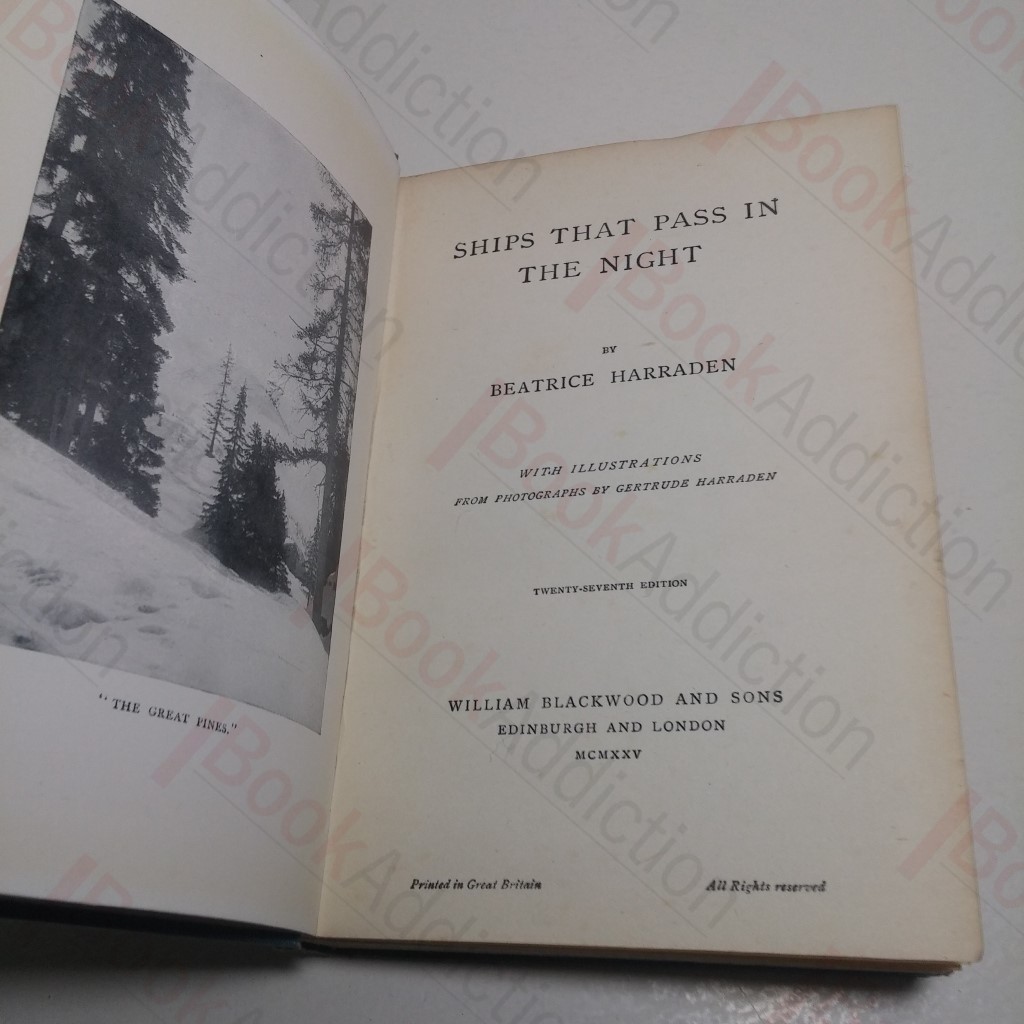 "THE GREAT PINES."
SHIPS THAT PASS IN
THE NIGHT
BY
BEATRICE HARRADEN
WITH ILLUSTRATIONS
FROM PHOTOGRAPHS BY GERTRUDE HARRADEN
TWENTY-SEVENTH EDITION
WILLIAM BLACKWOOD AND SONS
EDINBURGH AND LONDON
MCMXXV
Printed in Great Britain
All Rights reserved
BookAddiction